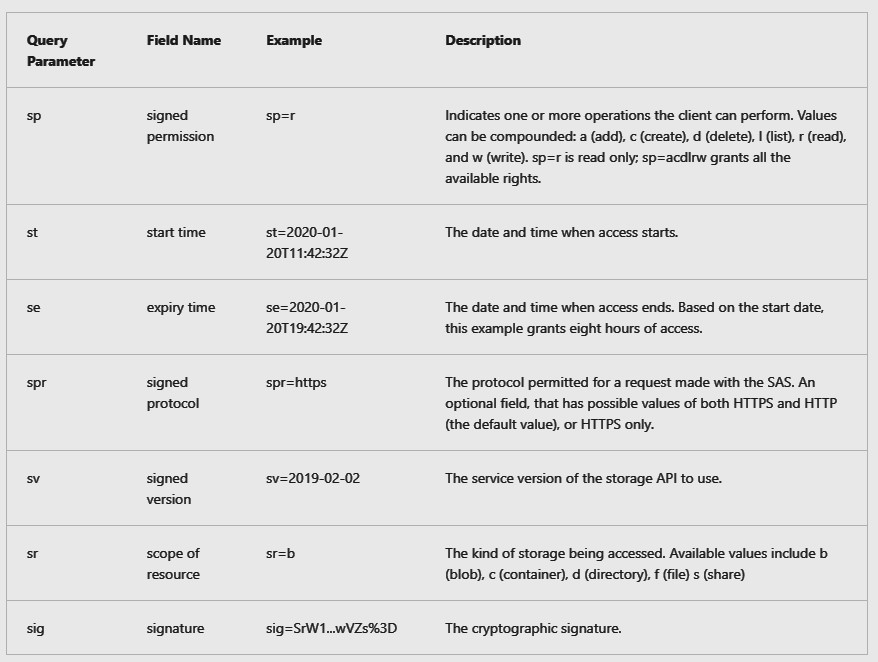 Query Parameter Field Name Example Description
sp signed permission sp=r Indicates one or more operations the client can perform. Values
can be compounded: a (add), c (create), d (delete), l (list), r (read),
and w (write). sp=r is read only; sp=acdlrw grants all the
available rights.
st start time st=2020-01-20T11:42:32Z The date and time when access starts.
se expiry time se=2020-01-20T19:42:32Z The date and time when access ends. Based on the start date,
this example grants eight hours of access.
spr signed protocol spr=https The protocol permitted for a request made with the SAS. An
optional field, that has possible values of both HTTPS and HTTP
(the default value), or HTTPS only.
sv signed version sv=2019-02-02 The service version of the storage API to use.
sr scope of resource sr=b The kind of storage being accessed. Available values include b
(blob), c (container), d (directory), f (file) s (share)
sig signature sig=SrW1...wVZs%3D The cryptographic signature.